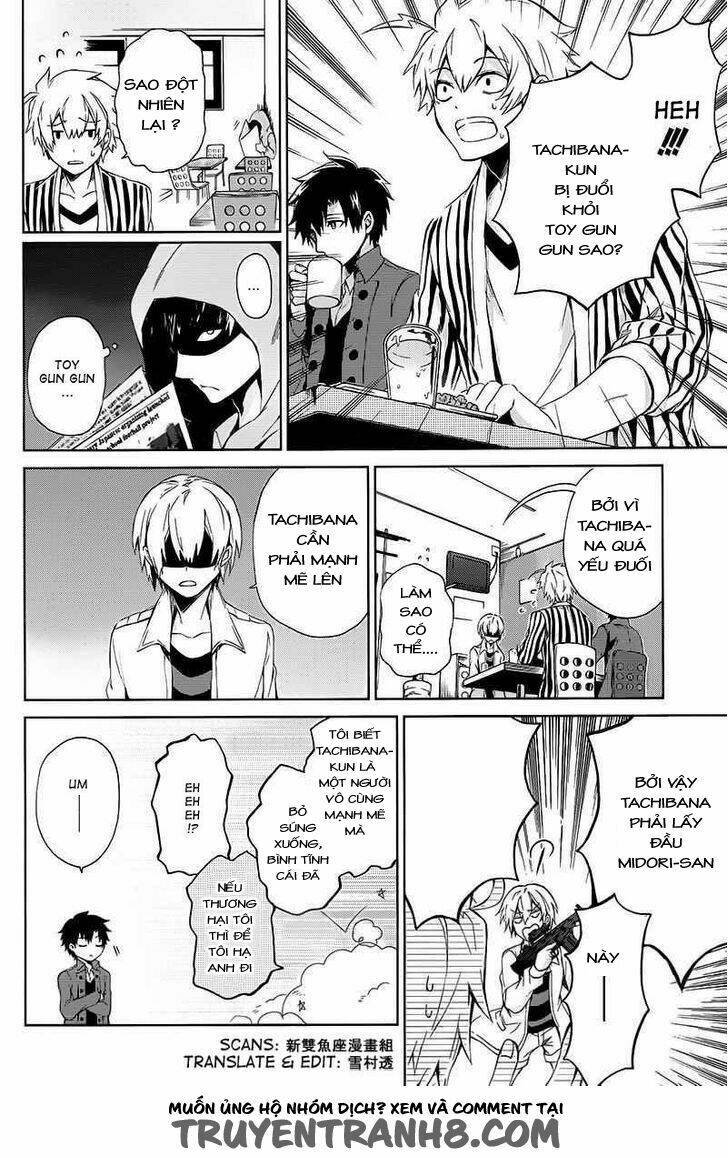 HEH
!!!
TACHIBANA-
KUN
BỊ ĐUỔI
KHỎI
TOY GUN
GUN SAO?
SAO ĐỘT
NHIÊN
LẠI ?
...
TOY
GUN GUN
...
BỞI VÌ
TACHIBA-
NA QUÁ
YẾU ĐUỐI
LÀM
SAO
CÓ
THỂ....
TACHIBANA
CẦN
PHẢI MẠNH
MẼ LÊN
BỞI VẬY
TACHIBANA
PHẢI LẤY
ĐẦU
MIDORI-SAN
NÀY
TÔI BIẾT
TACHIBANA-
KUN LÀ
MỘT NGƯỜI
VÔ CÙNG
MẠNH MẼ
MÀ
BỎ
SÚNG
XUỐNG,
BÌNH TĨNH
CÁI ĐÃ
NẾU
THƯƠNG
HẠI TÔI
THÌ ĐỂ
TÔI HẠ
ANH ĐI
EH
EH
EH
!?
UM
SCANS: 新雙魚座漫畫組
TRANSLATE & EDIT: 雪村透
MUỐN ỦNG HỘ NHÓM DỊCH? XEM VÀ COMMENT TẠI
TRUYENTRANH8.COM